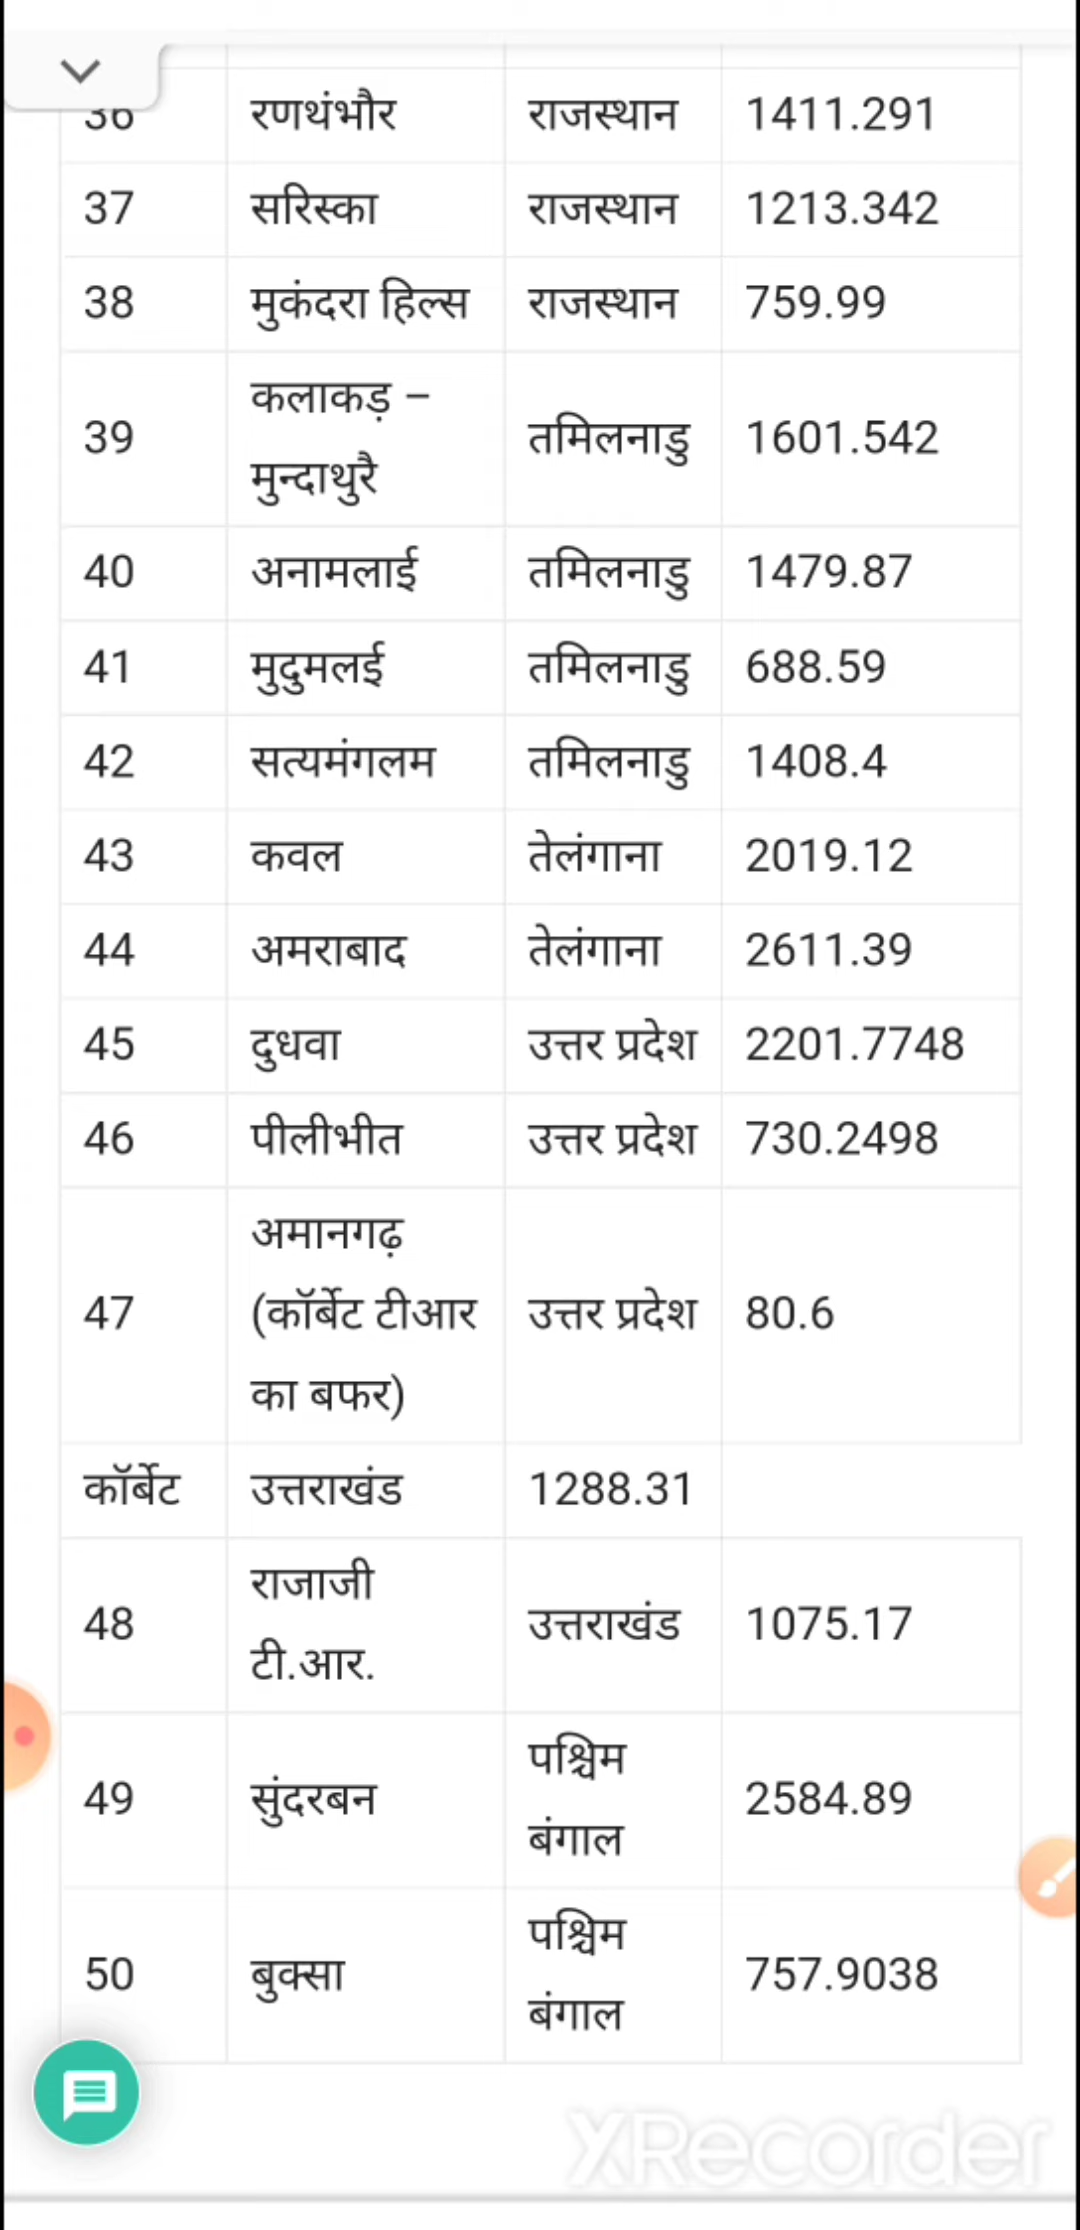 36 रणथंभौर राजस्थान 1411.291
37 सरिस्का राजस्थान 1213.342
38 मुकंदरा हिल्स राजस्थान 759.99
कलाकड़ –
39 तमिलनाडु 1601.542
मुन्दाथुरै
40 अनामलाई तमिलनाडु 1479.87
41 मुदुमलई तमिलनाडु 688.59
42 सत्यमंगलम तमिलनाडु 1408.4
43 कवल तेलंगाना 2019.12
44 अमराबाद तेलंगाना 2611.39
45 दुधवा उत्तर प्रदेश 2201.7748
46 पीलीभीत उत्तर प्रदेश 730.2498
अमानगढ़
47 (कॉर्बेट टीआर उत्तर प्रदेश 80.6
का बफर)
कॉर्बेट उत्तराखंड 1288.31
राजाजी
48 उत्तराखंड 1075.17
टी.आर.
पश्चिम
49 सुंदरबन 2584.89
बंगाल
पश्चिम
50 बुक्सा 757.9038
बंगाल
XRecorder